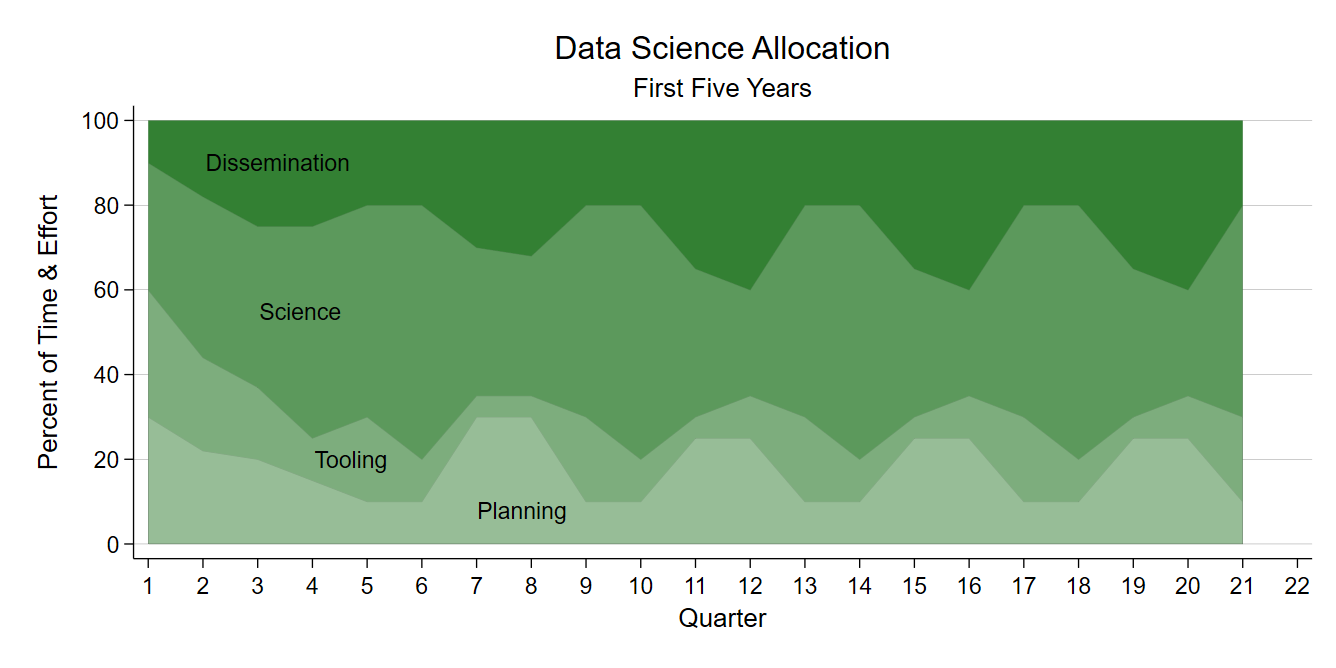 Data Science Allocation
First Five Years
Percent of Time & Effort
100
80
60
40
20
0
Dissemination
Science
Tooling
Planning
1 2 3 4 5 6 7 8 9 10 11 12 13 14 15 16 17 18 19 20 21 22
Quarter